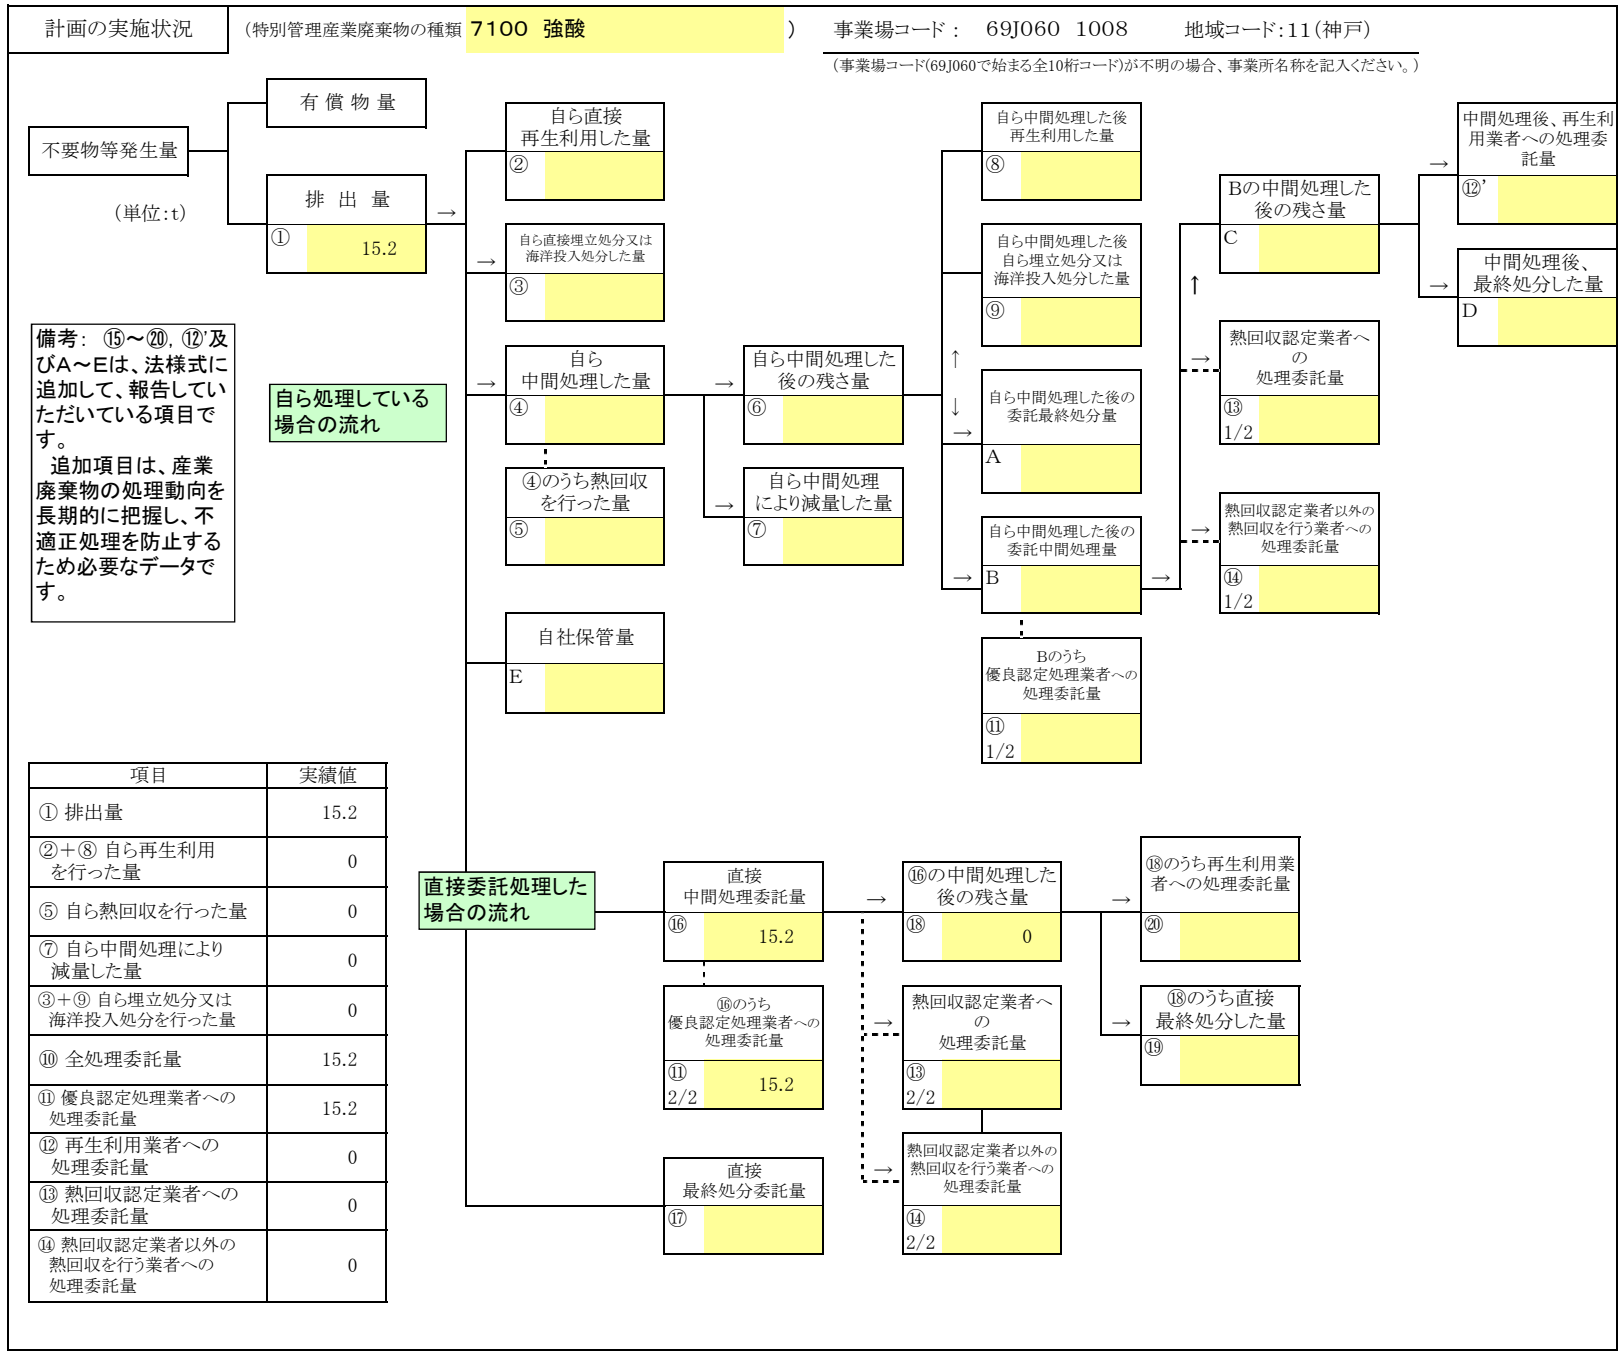 計画の実施状況
（特別管理産業廃棄物の種類 7100 強酸 ）
事業場コード： 69J060 1008 地域コード：11（神戸）
（事業場コード(69J060で始まる全10桁コード)が不明の場合、事業所名称を記入ください。）
不要物等発生量
（単位:t）
有 償 物 量
排 出 量
→
① 15.2
自ら直接
再生利用した量
②
→
自ら直接埋立処分又は
海洋投入処分した量
③
→
自ら
中間処理した量
④
④のうち熱回収
を行った量
⑤
自社保管量
E
→
自ら中間処理した
後の残さ量
⑥
→
自ら中間処理
により減量した量
⑦
自ら中間処理した後
再生利用した量
⑧
自ら中間処理した後
自ら埋立処分又は
海洋投入処分した量
⑨
↑
↓
→
自ら中間処理した後の
委託最終処分量
A
自ら中間処理した後の
委託中間処理量
→
B
→
Bのうち
優良認定処理業者への
処理委託量
⑪
1/2
Bの中間処理した
後の残さ量
C
↑
→
熱回収認定業者へ
の
処理委託量
⑬
1/2
→
熱回収認定業者以外の
熱回収を行う業者への
処理委託量
⑭
1/2
→
中間処理後、再生利
用業者への処理委
託量
⑫’
→
中間処理後、
最終処分した量
D
備考： ⑮～⑳, ⑫'及
びA～Eは、法様式に
追加して、報告してい
ただいている項目で
す。
追加項目は、産業
廃棄物の処理動向を
長期的に把握し、不
適正処理を防止する
ため必要なデータで
す。
自ら処理している
場合の流れ
項目 実績値
① 排出量 15.2
②＋⑧ 自ら再生利用
を行った量 0
⑤ 自ら熱回収を行った量 0
⑦ 自ら中間処理により
減量した量 0
③＋⑨ 自ら埋立処分又は
海洋投入処分を行った量 0
⑩ 全処理委託量 15.2
⑪ 優良認定処理業者への
処理委託量 15.2
⑫ 再生利用業者への
処理委託量 0
⑬ 熱回収認定業者への
処理委託量 0
⑭ 熱回収認定業者以外の
熱回収を行う業者への
処理委託量 0
直接委託処理した
場合の流れ
直接
中間処理委託量
⑯ 15.2
⑯のうち
優良認定処理業者への
処理委託量
⑪
2/2 15.2
直接
最終処分委託量
⑰
→
⑯の中間処理した
後の残さ量
⑱ 0
→
熱回収認定業者へ
の
処理委託量
⑬
2/2
→
熱回収認定業者以外の
熱回収を行う業者への
処理委託量
⑭
2/2
→
⑱のうち再生利用業
者への処理委託量
⑳
→
⑱のうち直接
最終処分した量
⑲